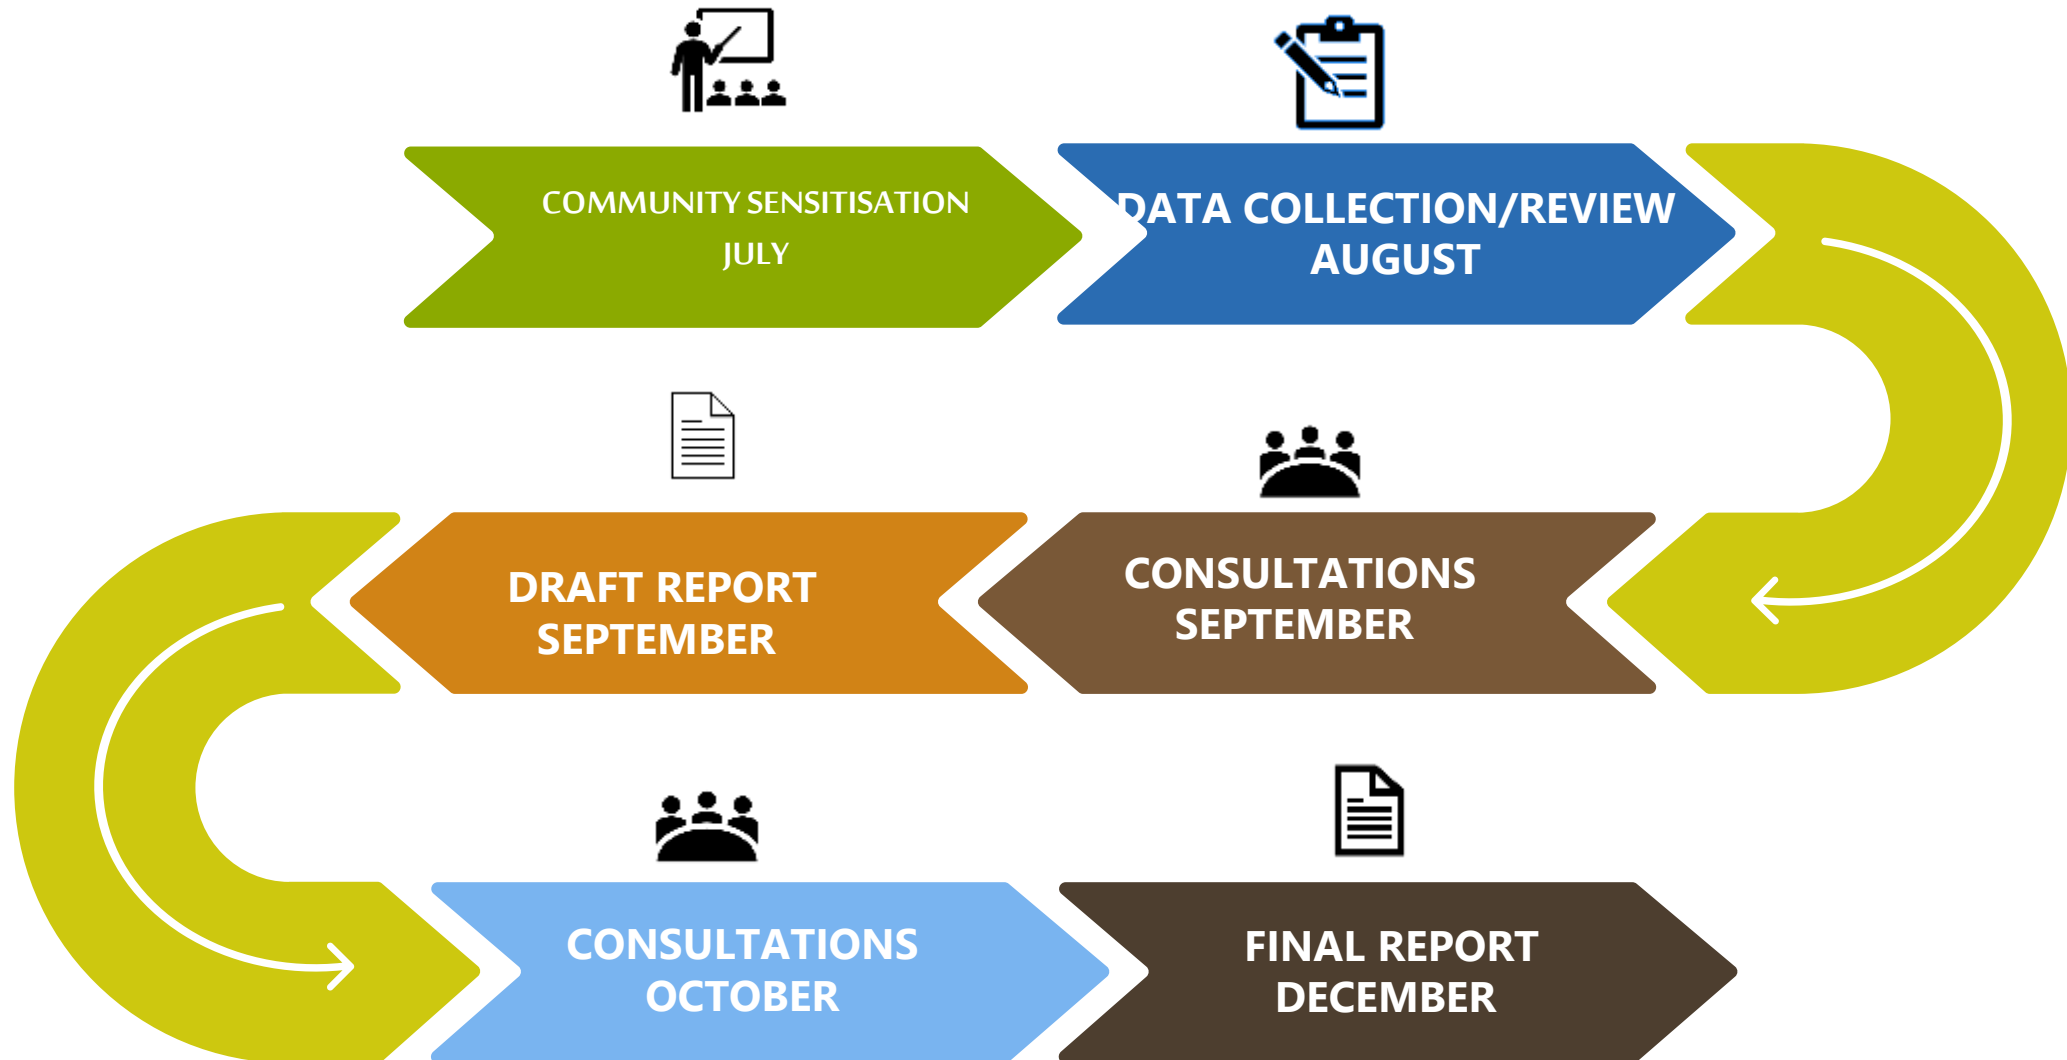 COMMUNITY SENSITISATION
JULY
DATA COLLECTION/REVIEW
AUGUST
CONSULTATIONS
SEPTEMBER
DRAFT REPORT
SEPTEMBER
CONSULTATIONS
OCTOBER
FINAL REPORT
DECEMBER